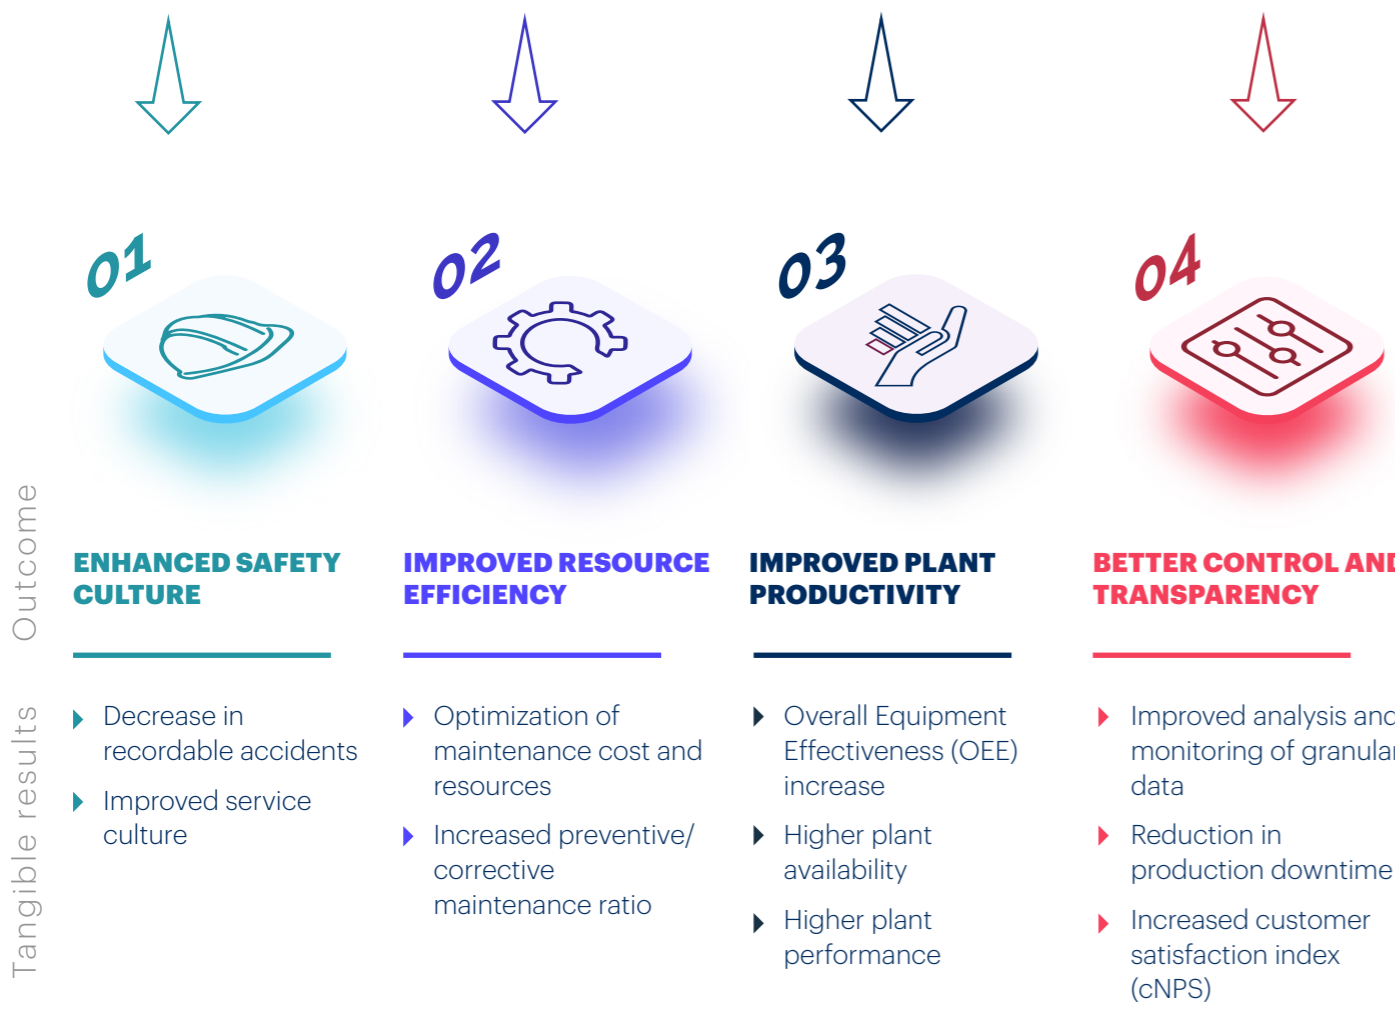 01
02
03
04
Outcome
ENHANCED SAFETY
CULTURE
IMPROVED RESOURCE
EFFICIENCY
IMPROVED PLANT
PRODUCTIVITY
BETTER CONTROL AND
TRANSPARENCY
Tangible results
Decrease in
recordable accidents
Improved service
culture
Optimization of
maintenance cost and
resources
Increased preventive/
corrective
maintenance ratio
Overall Equipment
Effectiveness (OEE)
increase
Higher plant
availability
Higher plant
performance
Improved analysis and
monitoring of granular
data
Reduction in
production downtime
Increased customer
satisfaction index
(cNPS)